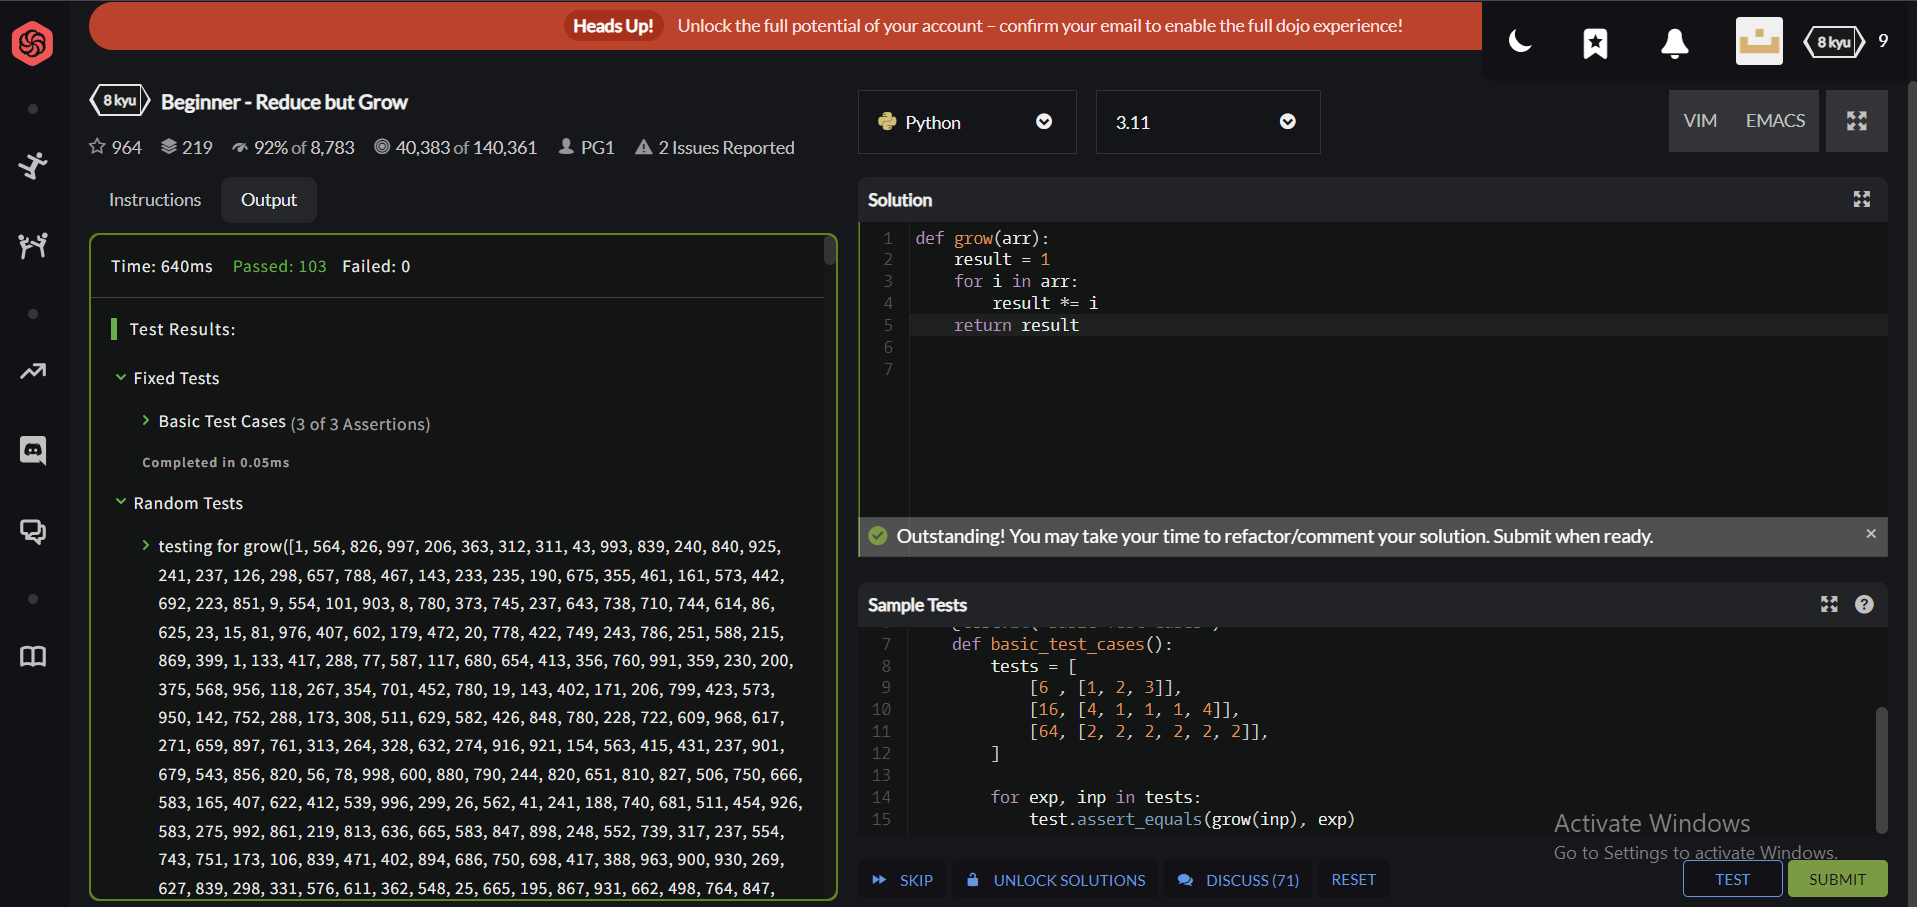 Heads Up! Unlock the full potential of your account – confirm your email to enable the full dojo experience!
8 kyu 9
8 kyu Beginner - Reduce but Grow
964 219 92% of 8,783 40,383 of 140,361 PG1 2 Issues Reported
Instructions Output
Time: 640ms Passed: 103 Failed: 0
Test Results:
Fixed Tests
Basic Test Cases (3 of 3 Assertions)
Completed in 0.05ms
Random Tests
testing for grow([1, 564, 826, 997, 206, 363, 312, 311, 43, 993, 839, 240, 840, 925,
241, 237, 126, 298, 657, 788, 467, 143, 233, 235, 190, 675, 355, 461, 161, 573, 442,
692, 223, 851, 9, 554, 101, 903, 8, 780, 373, 745, 237, 643, 738, 710, 744, 614, 86,
625, 23, 15, 81, 976, 407, 602, 179, 472, 20, 778, 422, 749, 243, 786, 251, 588, 215,
869, 399, 1, 133, 417, 288, 77, 587, 117, 680, 654, 413, 356, 760, 991, 359, 230, 200,
375, 568, 956, 118, 267, 354, 701, 452, 780, 19, 143, 402, 171, 206, 799, 423, 573,
950, 142, 752, 288, 173, 308, 511, 629, 582, 426, 848, 780, 228, 722, 609, 968, 617,
271, 659, 897, 761, 313, 264, 328, 632, 274, 916, 921, 154, 563, 415, 431, 237, 901,
679, 543, 856, 820, 56, 78, 998, 600, 880, 790, 244, 820, 651, 810, 827, 506, 750, 666,
583, 165, 407, 622, 412, 539, 996, 299, 26, 562, 41, 241, 188, 740, 681, 511, 454, 926,
583, 275, 992, 861, 219, 813, 636, 665, 583, 847, 898, 248, 552, 739, 317, 237, 554,
743, 751, 173, 106, 839, 471, 402, 894, 686, 750, 698, 417, 388, 963, 900, 930, 269,
627, 839, 298, 331, 576, 611, 362, 548, 25, 665, 195, 867, 931, 662, 498, 764, 847,
Python 3.11 VIM EMACS
Solution
1 def grow(arr):
2 result = 1
3 for i in arr:
4 result *= i
5 return result
6
7
Outstanding! You may take your time to refactor/comment your solution. Submit when ready. ×
Sample Tests ?
7 def basic_test_cases():
8 tests = [
9 [6 , [1, 2, 3]],
10 [16, [4, 1, 1, 1, 4]],
11 [64, [2, 2, 2, 2, 2, 2]],
12 ]
13
14 for exp, inp in tests:
15 test.assert_equals(grow(inp), exp)
Activate Windows
Go to Settings to activate Windows.
SKIP UNLOCK SOLUTIONS DISCUSS (71) RESET TEST SUBMIT